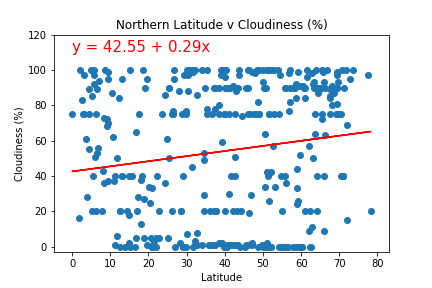 Northern Latitude v Cloudiness (%)
y = 42.55 + 0.29x
120
100
80
60
40
20
0
Cloudiness (%)
0 10 20 30 40 50 60 70 80
Latitude